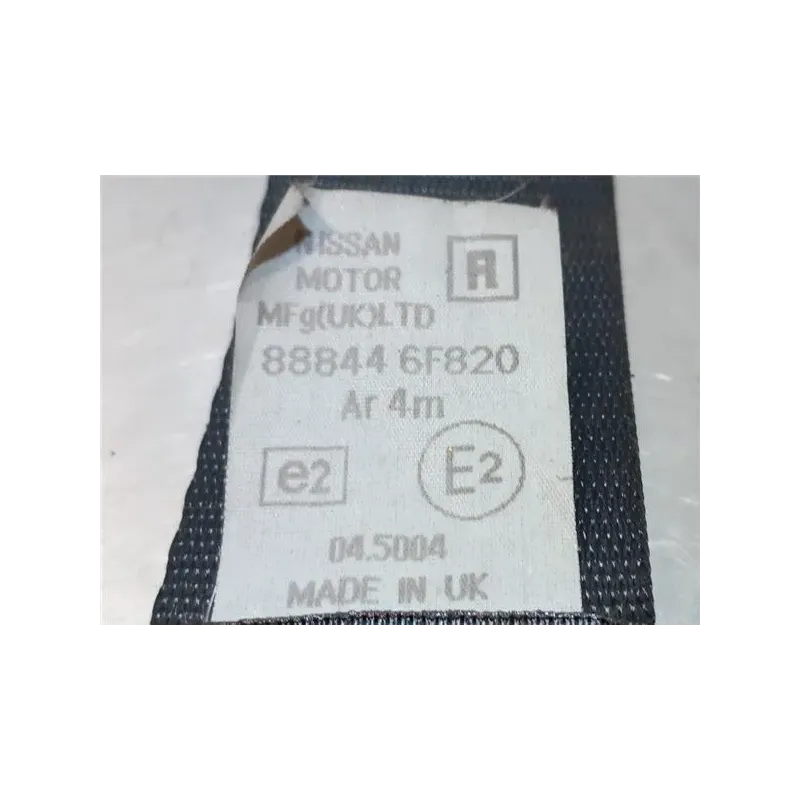 NISSAN
MOTOR
R
MFg(UK)LTD
88844 6F820
Ar 4m
e2
E2
04.5004
MADE IN UK